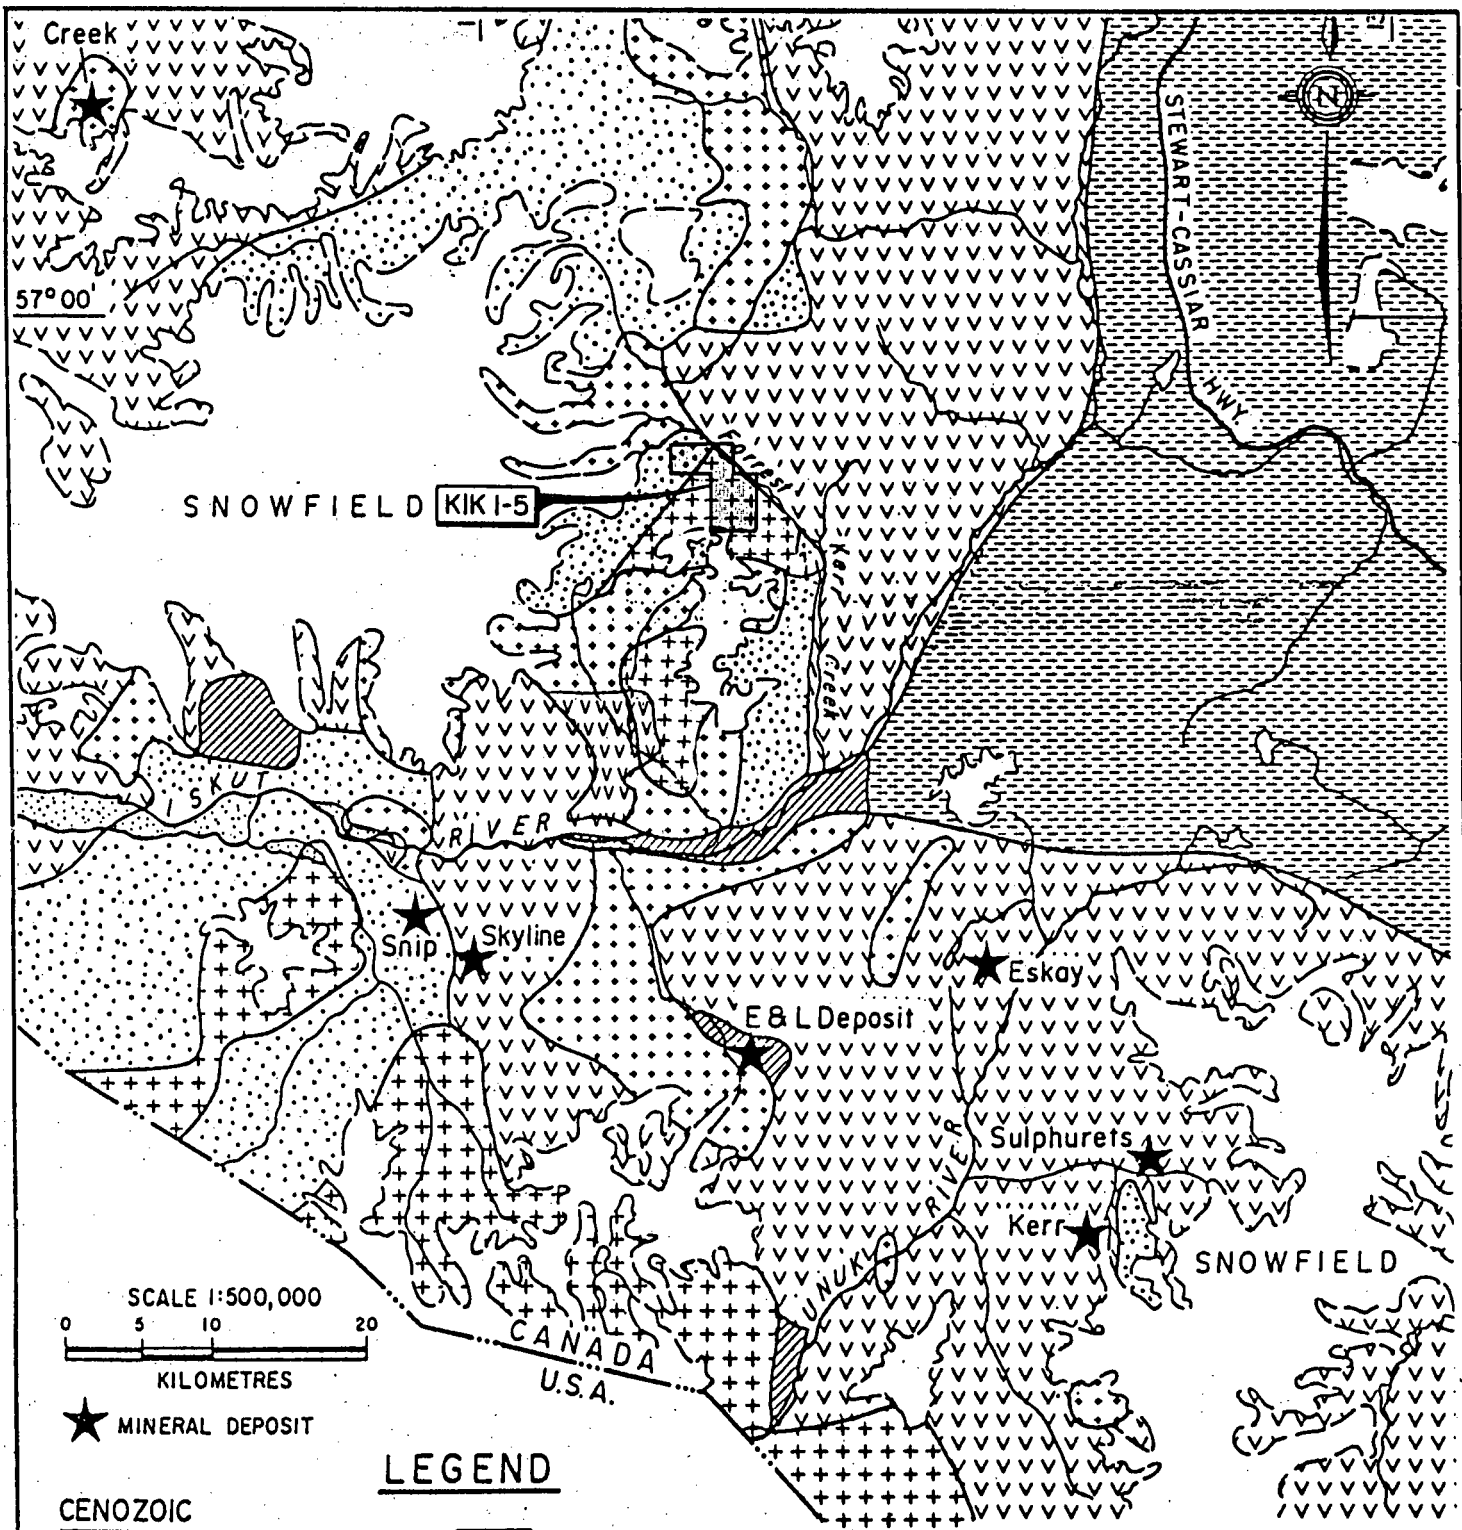 Creek
N
STEWART-CASSIAR
HWY
57°00'
Forrest
SNOWFIELD
KIK 1-5
Ker
Creek
ISKUT
RIVER
Snip
Skyline
Eskay
E & L Deposit
Sulphurets
RIVER
Kerr
SNOWFIELD
UNUK
SCALE 1:500,000
0 5 10 20
KILOMETRES
CANADA
U.S.A.
MINERAL DEPOSIT
LEGEND
CENOZOIC